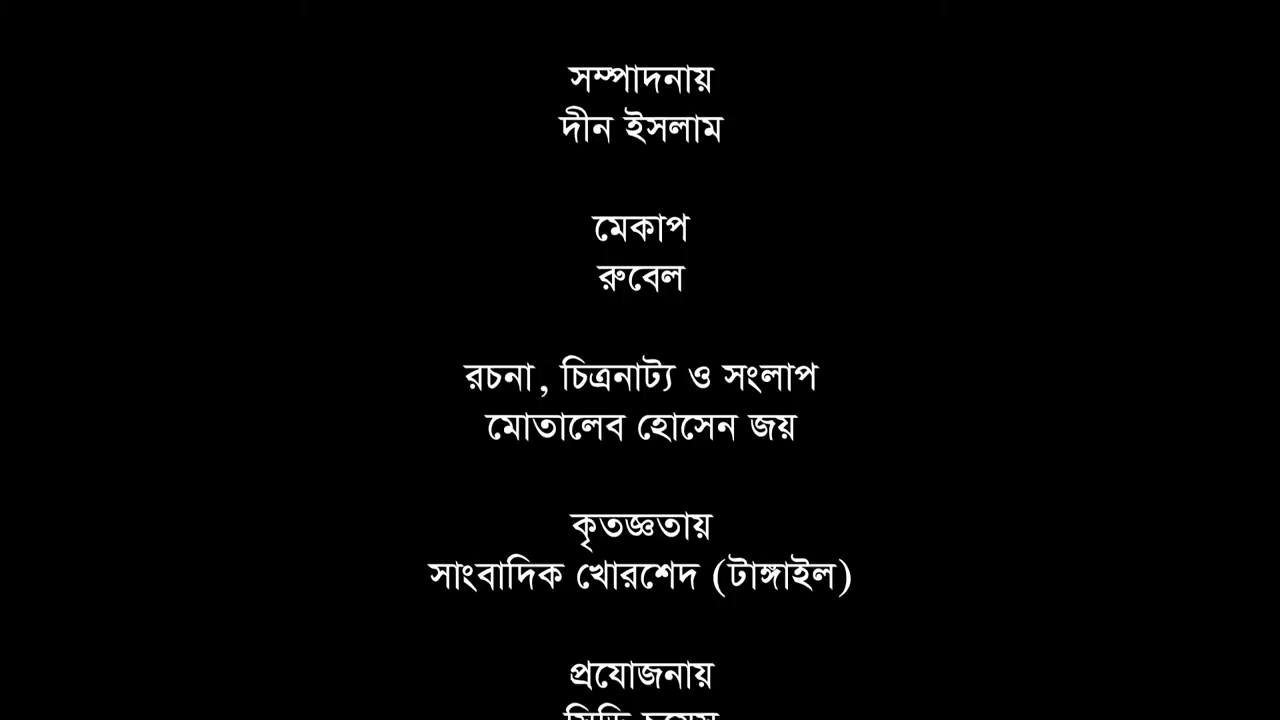 সম্পাদনায়
দীন ইসলাম
মেকাপ
রুবেল
রচনা, চিত্রনাট্য ও সংলাপ
মোতালেব হোসেন জয়
কৃতজ্ঞতায়
সাংবাদিক খোরশেদ (টাঙ্গাইল)
প্রযোজনায়